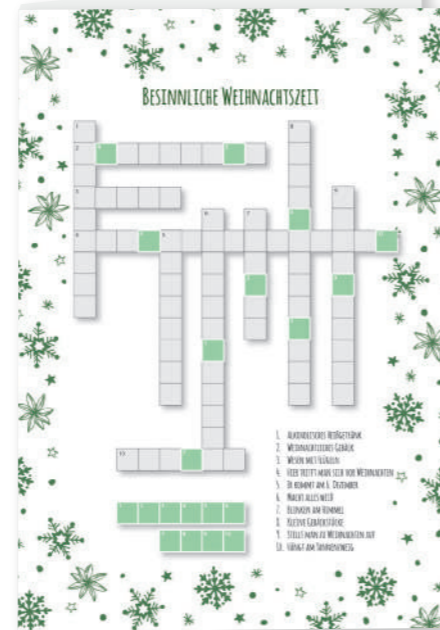 BESINNLICHE WEIHNACHTSZEIT
1. ALKOHOLISCHES HEIßGETRÄNK
2. WEIHNACHTLICHES GEBÄCK
3. WESEN MIT FLÜGELN
4. HIER TRIFFT MAN SICH VOR WEIHNACHTEN
5. ER KOMMT AM 6. DEZEMBER
6. MACHT ALLES WEIß
7. BLINKEN AM HIMMEL
8. KLEINE GEBÄCKSTÜCKE
9. STELLT MAN ZU WEIHNACHTEN AUF
10. HÄNGT AM TANNENZWEIG